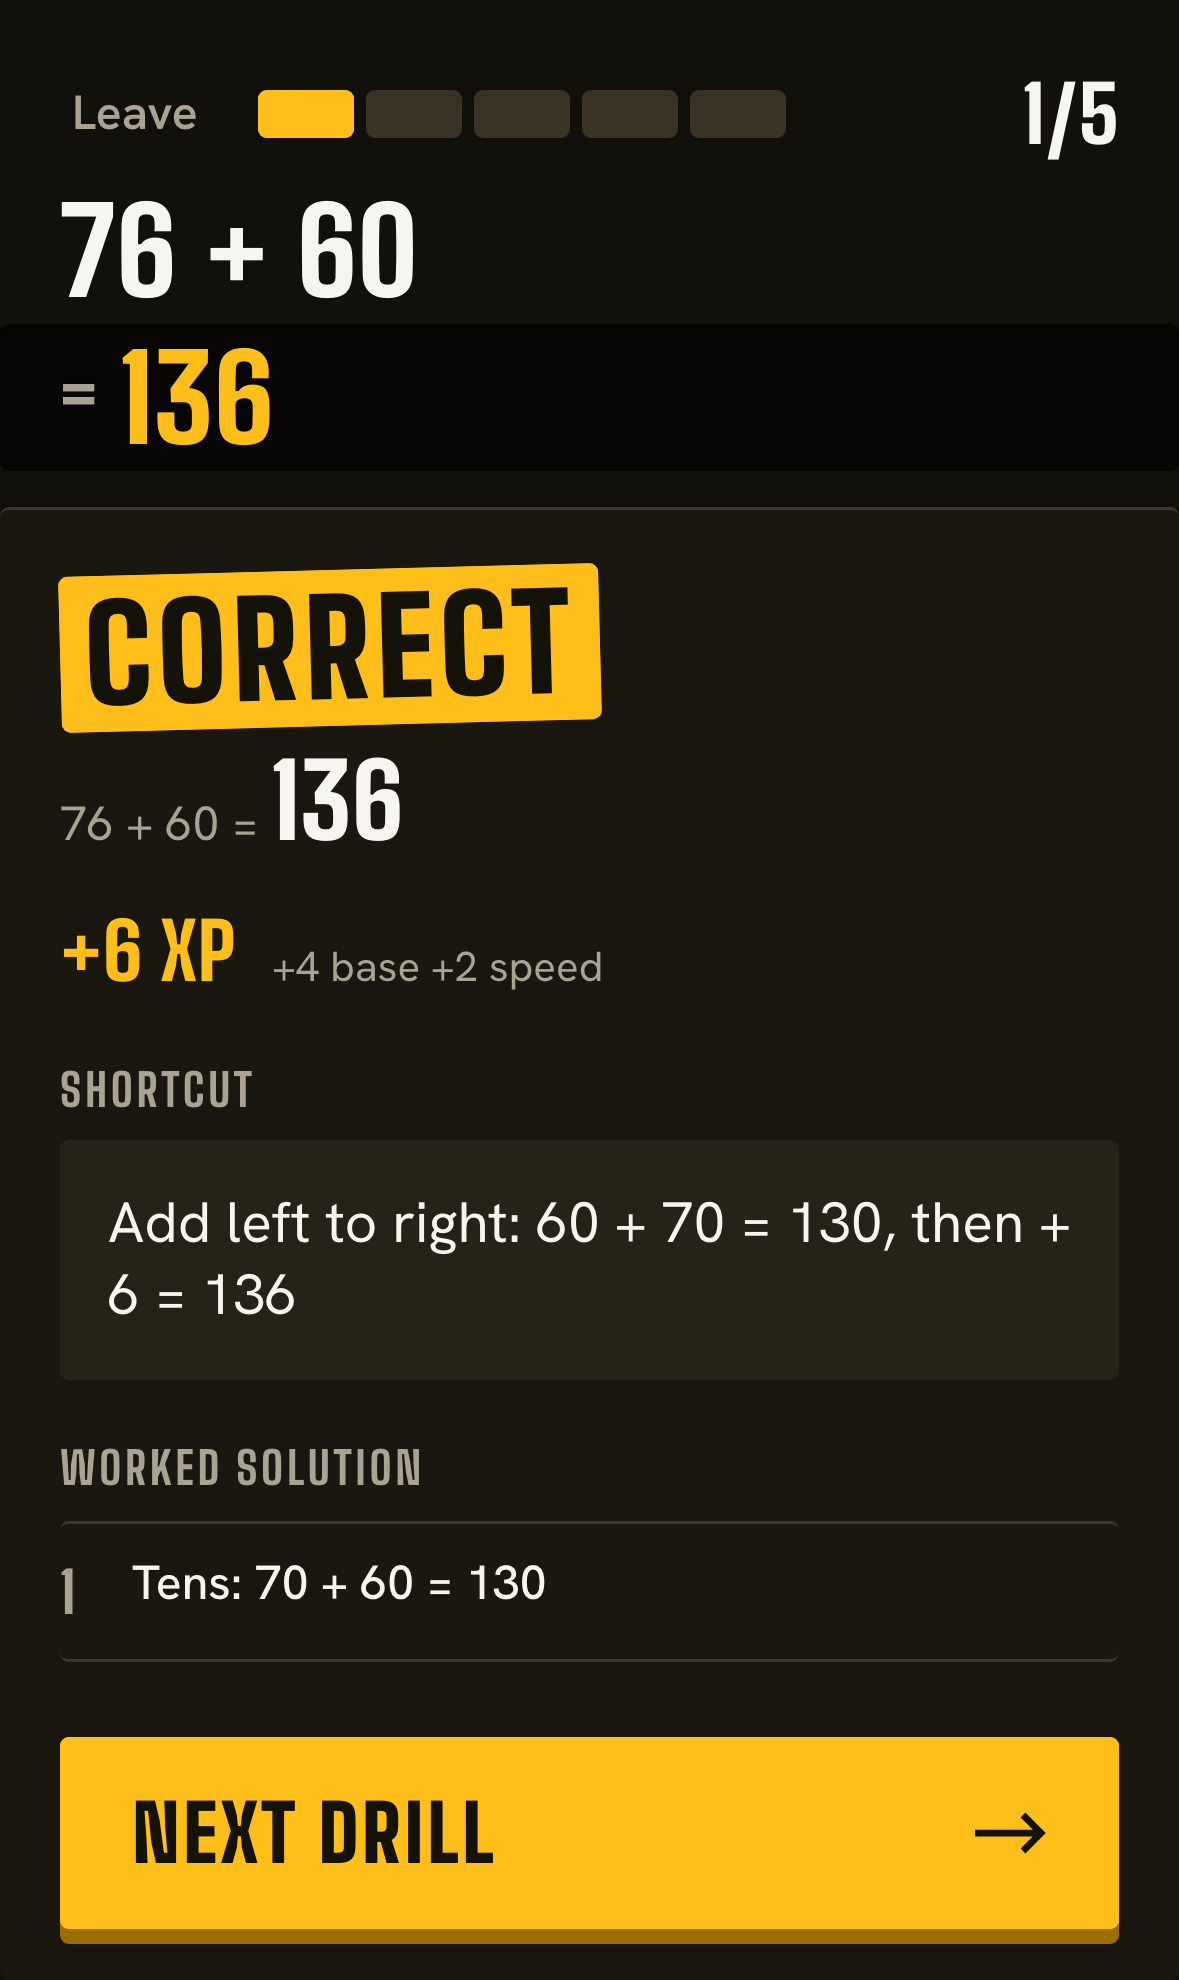 Leave
1/5
76 + 60
= 136
CORRECT
76 + 60 = 136
+6 XP +4 base +2 speed
SHORTCUT
Add left to right: 60 + 70 = 130, then +
6 = 136
WORKED SOLUTION
1 Tens: 70 + 60 = 130
NEXT DRILL →